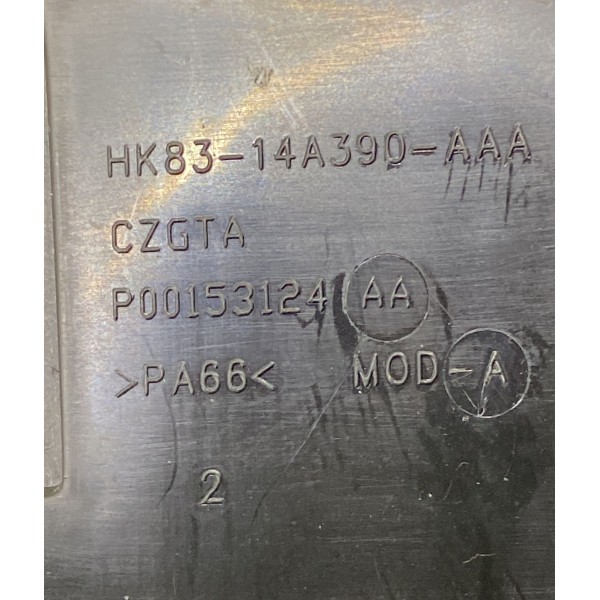 HK83-14A390-AAA
CZGTA
P00153124 AA
>PA66< MOD-A
2